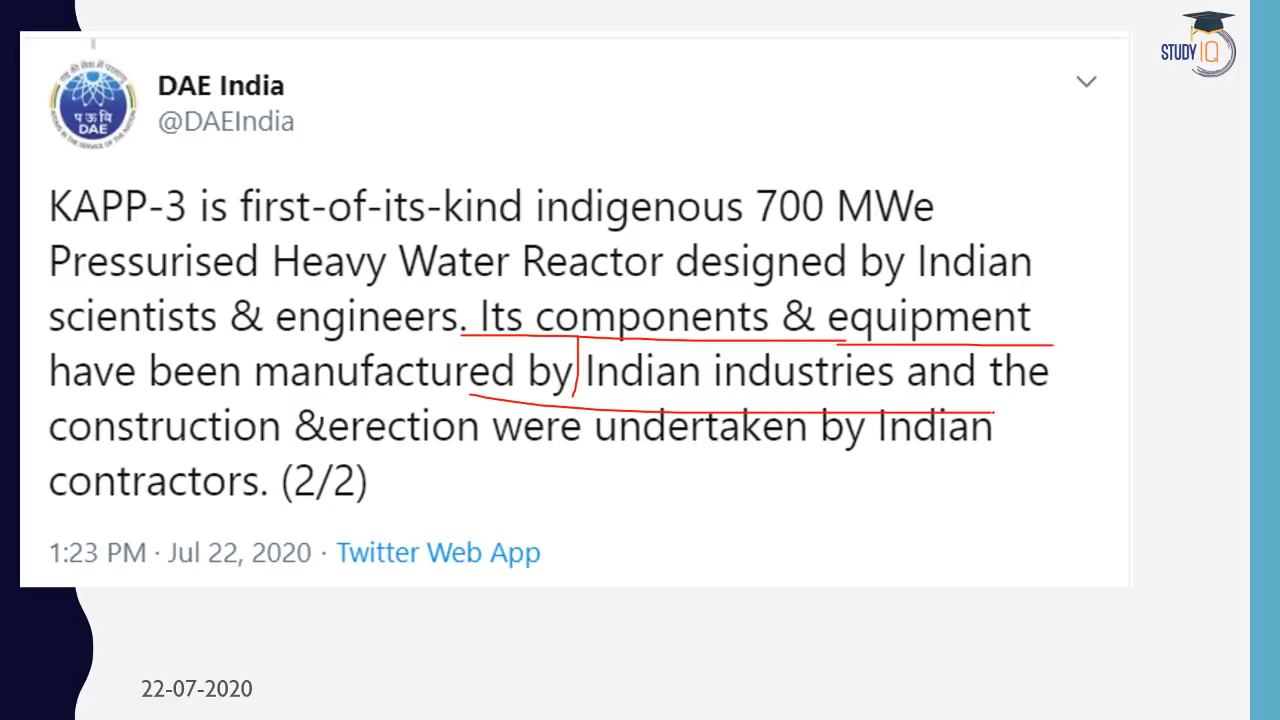 STUDY IQ
DAE India
@DAEIndia
प ऊ वि
DAE
KAPP-3 is first-of-its-kind indigenous 700 MWe
Pressurised Heavy Water Reactor designed by Indian
scientists & engineers. Its components & equipment
have been manufactured by Indian industries and the
construction &erection were undertaken by Indian
contractors. (2/2)
1:23 PM · Jul 22, 2020 · Twitter Web App
22-07-2020